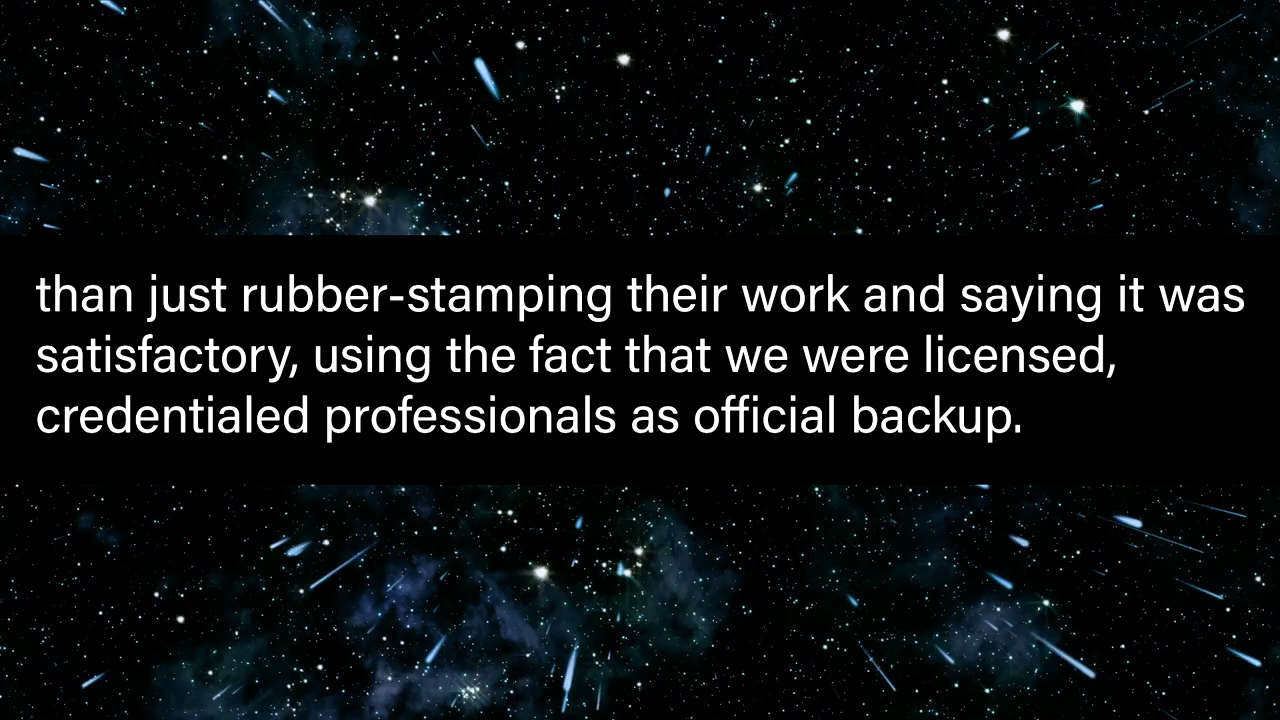 than just rubber-stamping their work and saying it was
satisfactory, using the fact that we were licensed,
credentialed professionals as official backup.